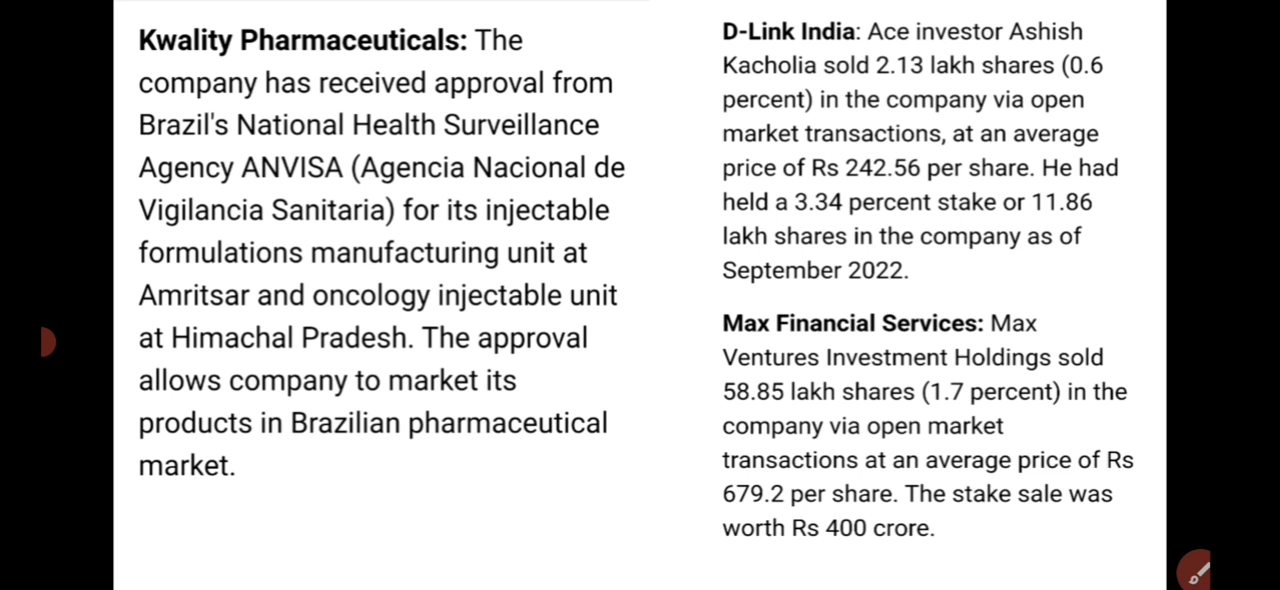 Kwality Pharmaceuticals: The
company has received approval from
Brazil's National Health Surveillance
Agency ANVISA (Agencia Nacional de
Vigilancia Sanitaria) for its injectable
formulations manufacturing unit at
Amritsar and oncology injectable unit
at Himachal Pradesh. The approval
allows company to market its
products in Brazilian pharmaceutical
market.
D-Link India: Ace investor Ashish
Kacholia sold 2.13 lakh shares (0.6
percent) in the company via open
market transactions, at an average
price of Rs 242.56 per share. He had
held a 3.34 percent stake or 11.86
lakh shares in the company as of
September 2022.
Max Financial Services: Max
Ventures Investment Holdings sold
58.85 lakh shares (1.7 percent) in the
company via open market
transactions at an average price of Rs
679.2 per share. The stake sale was
worth Rs 400 crore.